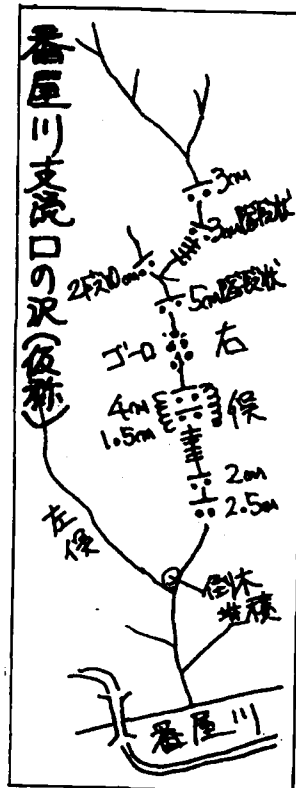 番屋川支流口の沢(仮称)
3m
3m階段状
2段10m
5m階段状
ゴーロ
右俣
4m
1.5m
2m
2.5m
左俣
倒木
堆積
番屋川